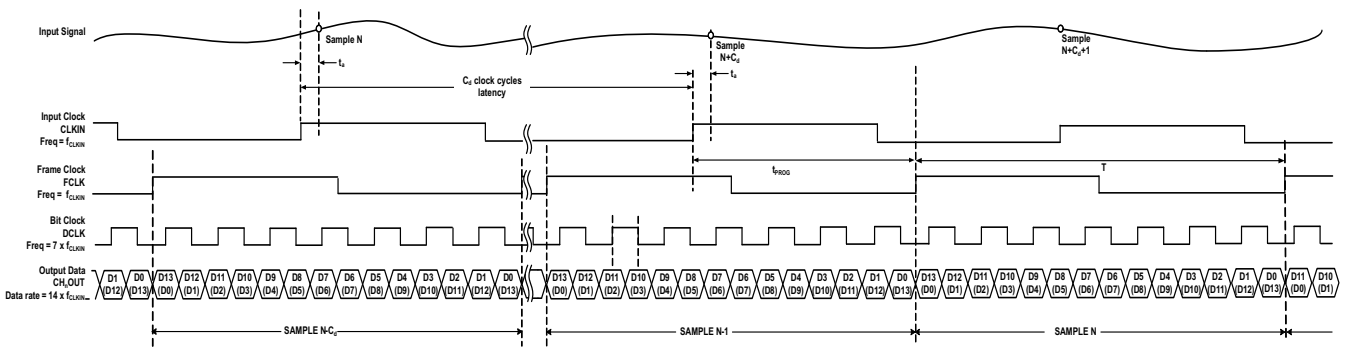 Input Signal
Sample N
Sample
N+Cd
Sample
N+Cd+1
ta
ta
Cd clock cycles
latency
Input Clock
CLKIN
Freq = fCLKIN
tPROG
T
Frame Clock
FCLK
Freq = fCLKIN
Bit Clock
DCLK
Freq = 7 x fCLKIN
Output Data
CHnOUT
Data rate = 14 x fCLKIN
D1 D0 D13 D12 D11 D10 D9 D8 D7 D6 D5 D4 D3 D2 D1 D0 D13 D12 D11 D10 D9 D8 D7 D6 D5 D4 D3 D2 D1 D0 D13 D12 D11 D10 D9 D8 D7 D6 D5 D4 D3 D2 D1 D0 D11 D10
(D12) (D13) (D0) (D1) (D2) (D3) (D4) (D5) (D6) (D7) (D8) (D9) (D10) (D11) (D12) (D13) (D0) (D1) (D2) (D3) (D4) (D5) (D6) (D7) (D8) (D9) (D10) (D11) (D12) (D13) (D0) (D1) (D2) (D3) (D4) (D5) (D6) (D7) (D8) (D9) (D10) (D11) (D12) (D13) (D0) (D1)
SAMPLE N-Cd
SAMPLE N-1
SAMPLE N